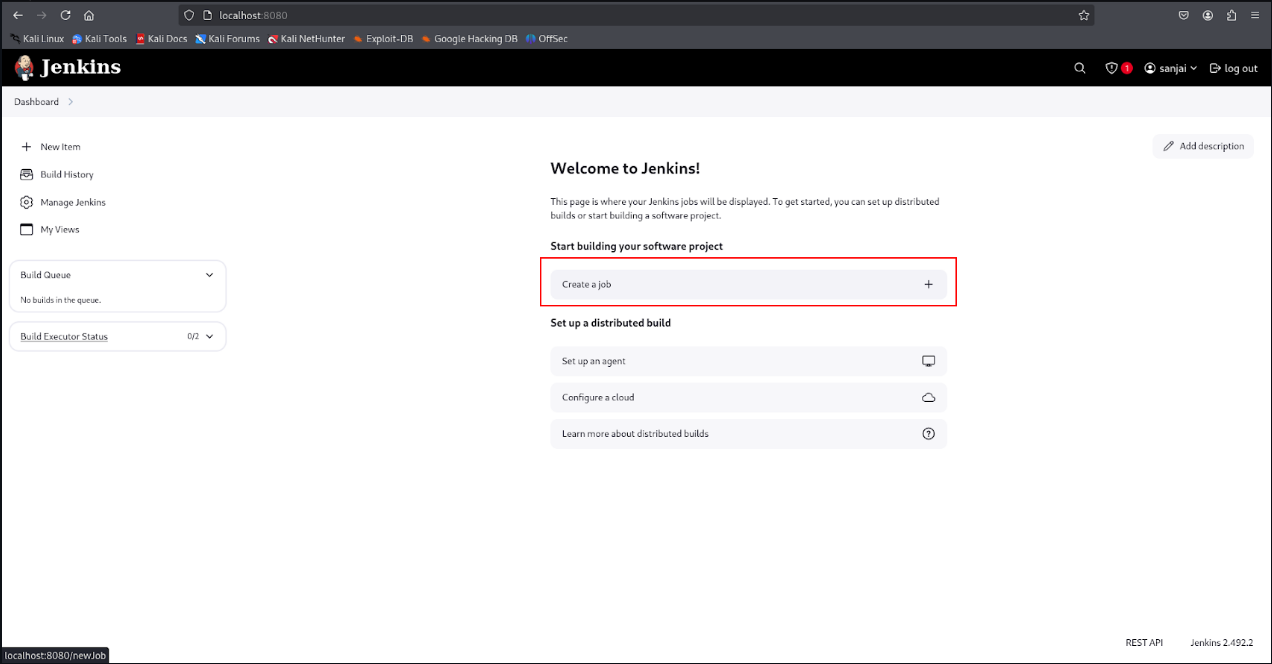 localhost:8080
Kali Linux Kali Tools Kali Docs Kali Forums Kali NetHunter Exploit-DB Google Hacking DB OffSec
Jenkins 1 sanjai log out
Dashboard
New Item
Build History
Manage Jenkins
My Views
Build Queue
No builds in the queue.
Build Executor Status 0/2
Add description
Welcome to Jenkins!
This page is where your Jenkins jobs will be displayed. To get started, you can set up distributed
builds or start building a software project.
Start building your software project
Create a job
Set up a distributed build
Set up an agent
Configure a cloud
Learn more about distributed builds
REST API Jenkins 2.492.2
localhost:8080/newJob